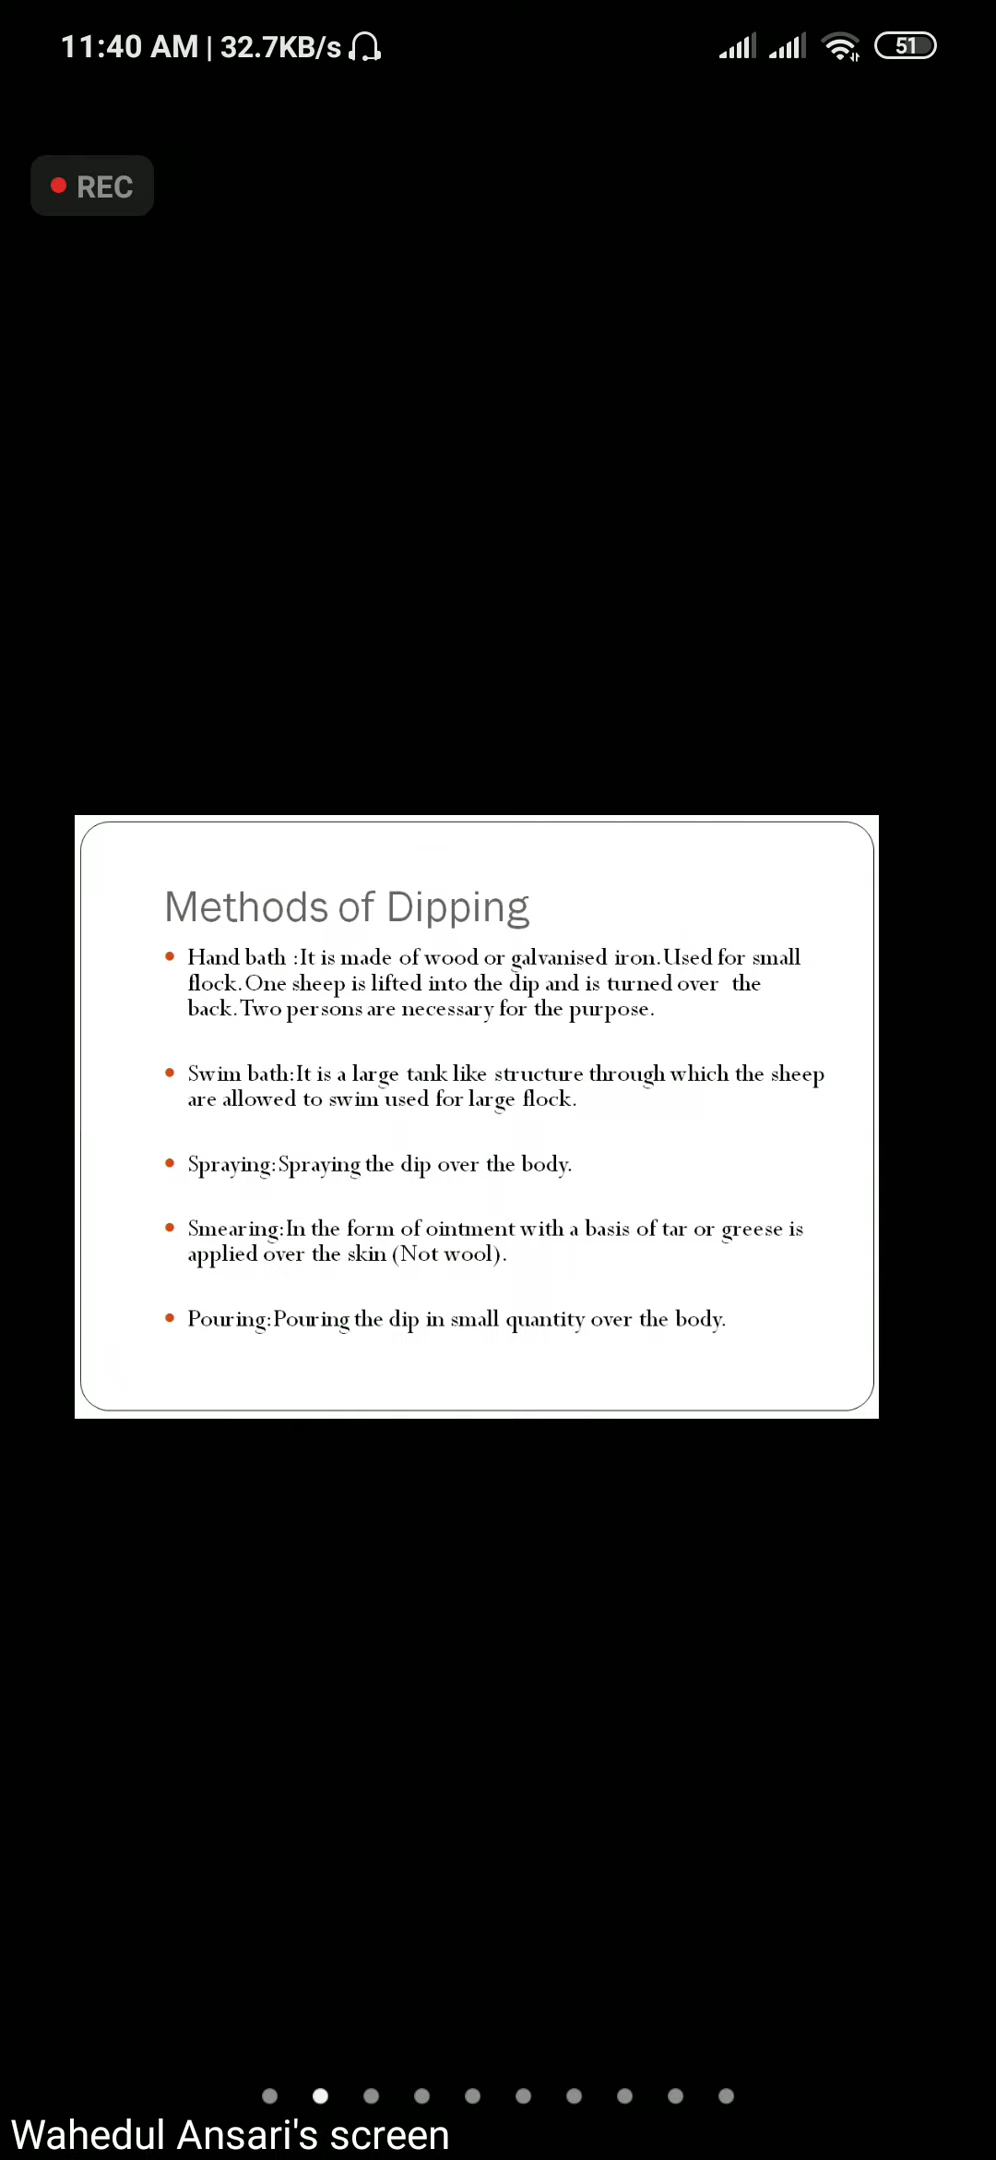 11:40 AM | 32.7KB/s
51
REC
Methods of Dipping
• Hand bath :It is made of wood or galvanised iron.Used for small
flock.One sheep is lifted into the dip and is turned over the
back.Two persons are necessary for the purpose.
• Swim bath:It is a large tank like structure through which the sheep
are allowed to swim used for large flock.
• Spraying:Spraying the dip over the body.
• Smearing:In the form of ointment with a basis of tar or greese is
applied over the skin (Not wool).
• Pouring:Pouring the dip in small quantity over the body.
Wahedul Ansari's screen